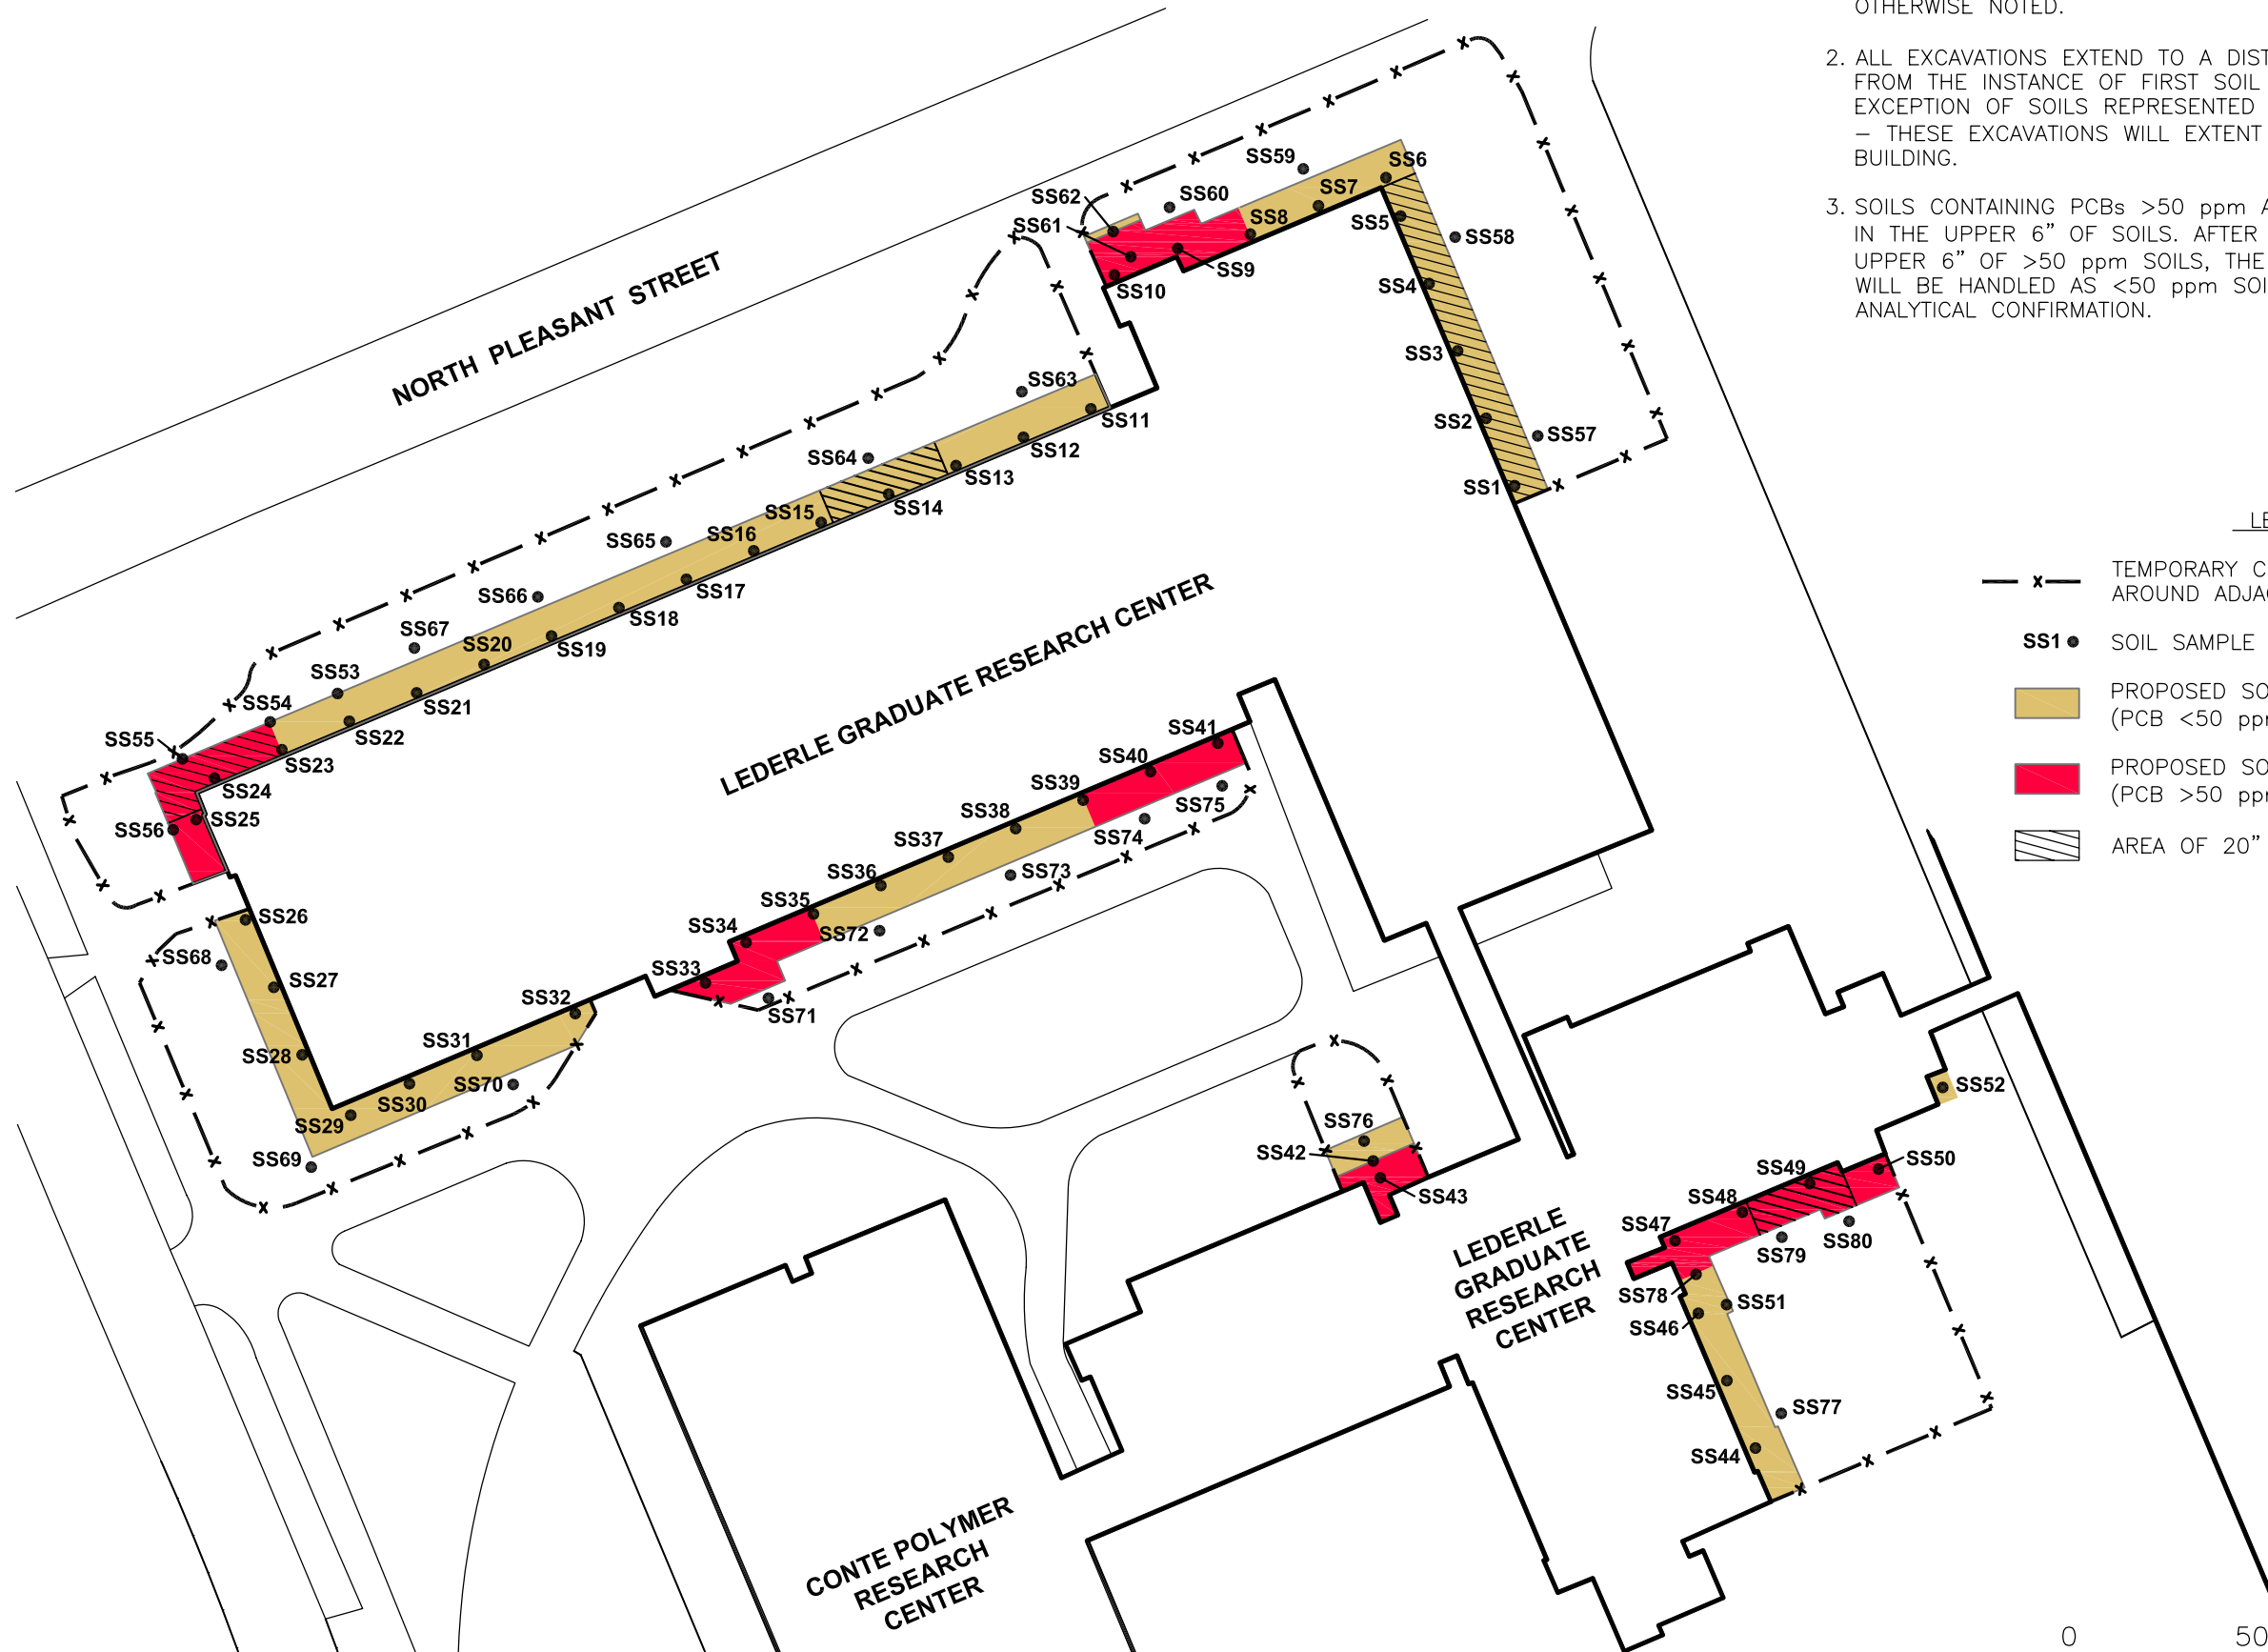 OTHERWISE NOTED.
2. ALL EXCAVATIONS EXTEND TO A
FROM THE INSTANCE OF FIRST SOIL
EXCEPTION OF SOILS REPRESENTED
– THESE EXCAVATIONS WILL EXTENT
BUILDING.
3. SOILS CONTAINING PCBs >50 ppm A
IN THE UPPER 6” OF SOILS. AFTER
UPPER 6” OF >50 ppm SOILS, THE
WILL BE HANDLED AS <50 ppm
ANALYTICAL CONFIRMATION.
TEMPORARY
AROUND
SS1
SOIL SAMPLE
PROPOSED
(PCB <50
PROPOSED
(PCB >50
AREA OF 20”
0 50
NORTH PLEASANT STREET
LEDERLE GRADUATE RESEARCH CENTER
LEDERLE
GRADUATE
RESEARCH
CENTER
CONTE POLYMER
RESEARCH
CENTER
SS59
SS6
SS62
SS60
SS7
SS61
SS8
SS5
SS58
SS9
SS10
SS4
SS3
SS63
SS11
SS2
SS57
SS12
SS64
SS13
SS1
SS14
SS15
SS16
SS65
SS17
SS66
SS18
SS67
SS20
SS19
SS53
SS54
SS21
SS55
SS22
SS23
SS24
SS56
SS25
SS41
SS40
SS39
SS75
SS38
SS74
SS37
SS36
SS73
SS35
SS34
SS72
SS26
SS68
SS33
SS27
SS32
SS71
SS31
SS28
SS70
SS30
SS29
SS69
SS76
SS42
SS43
SS52
SS50
SS49
SS48
SS47
SS79
SS80
SS78
SS51
SS46
SS45
SS77
SS44